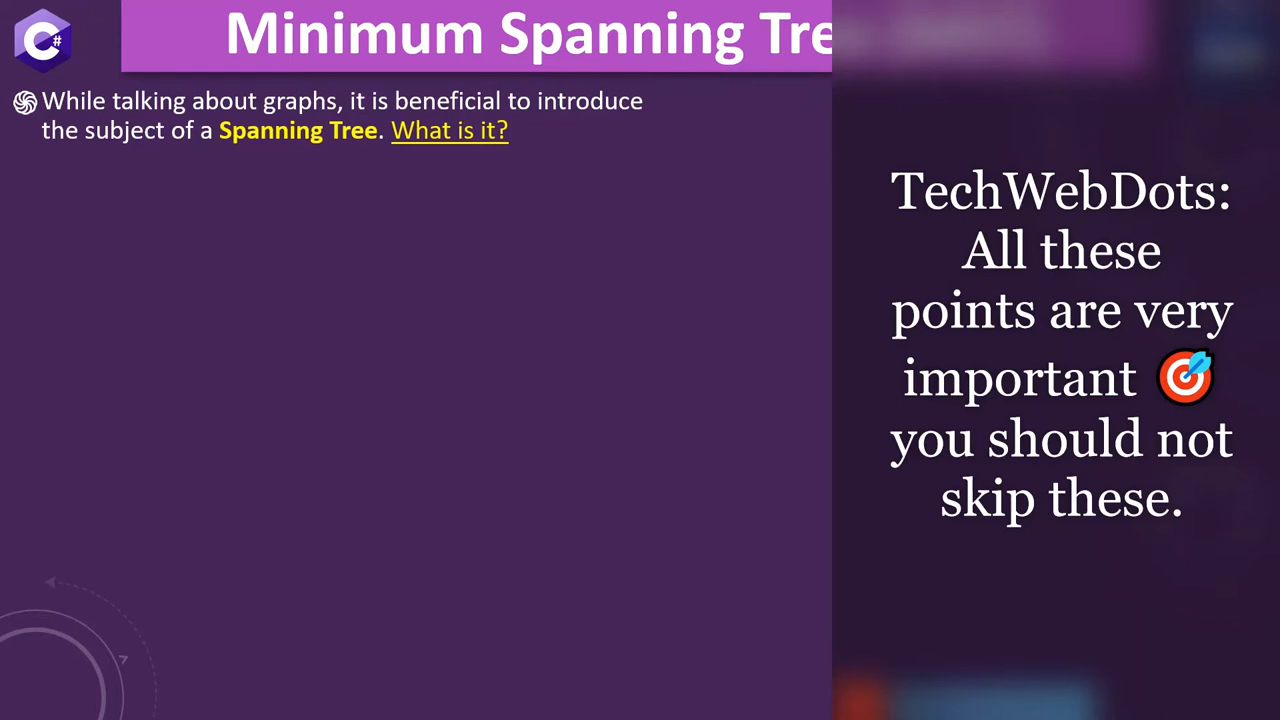 C#
Minimum Spanning Tre
While talking about graphs, it is beneficial to introduce
the subject of a Spanning Tree. What is it?
TechWebDots:
All these
points are very
important 🎯
you should not
skip these.